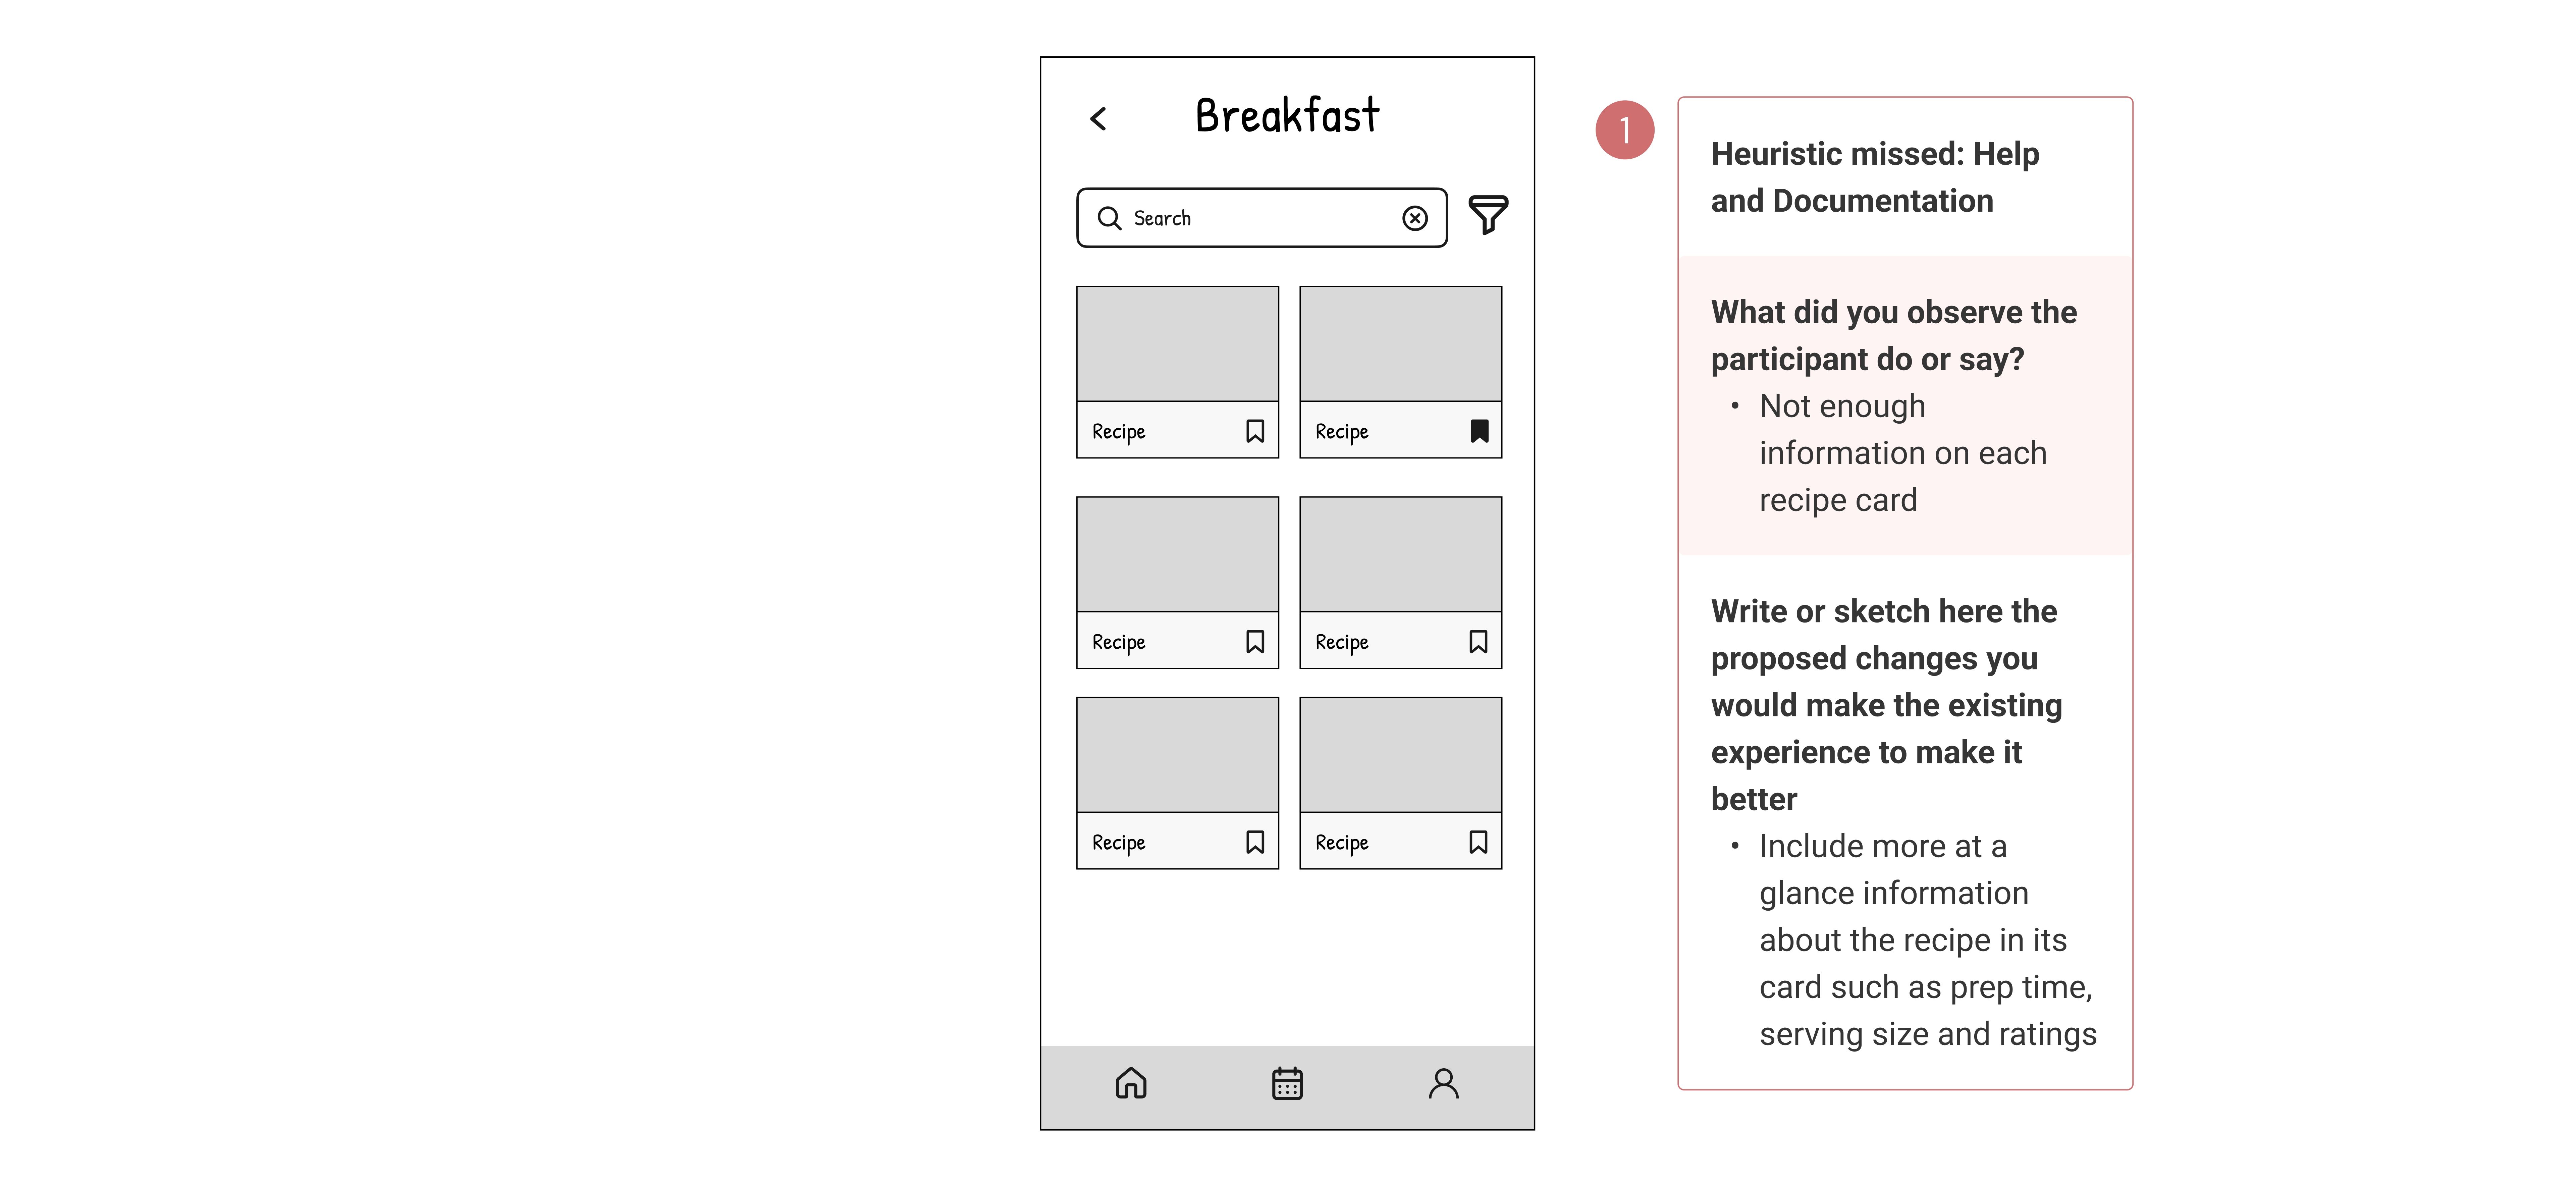 Breakfast
Search
Recipe
Recipe
Recipe
Recipe
Recipe
Recipe
1
Heuristic missed: Help
and Documentation
What did you observe the
participant do or say?
• Not enough
information on each
recipe card
Write or sketch here the
proposed changes you
would make the existing
experience to make it
better
• Include more at a
glance information
about the recipe in its
card such as prep time,
serving size and ratings